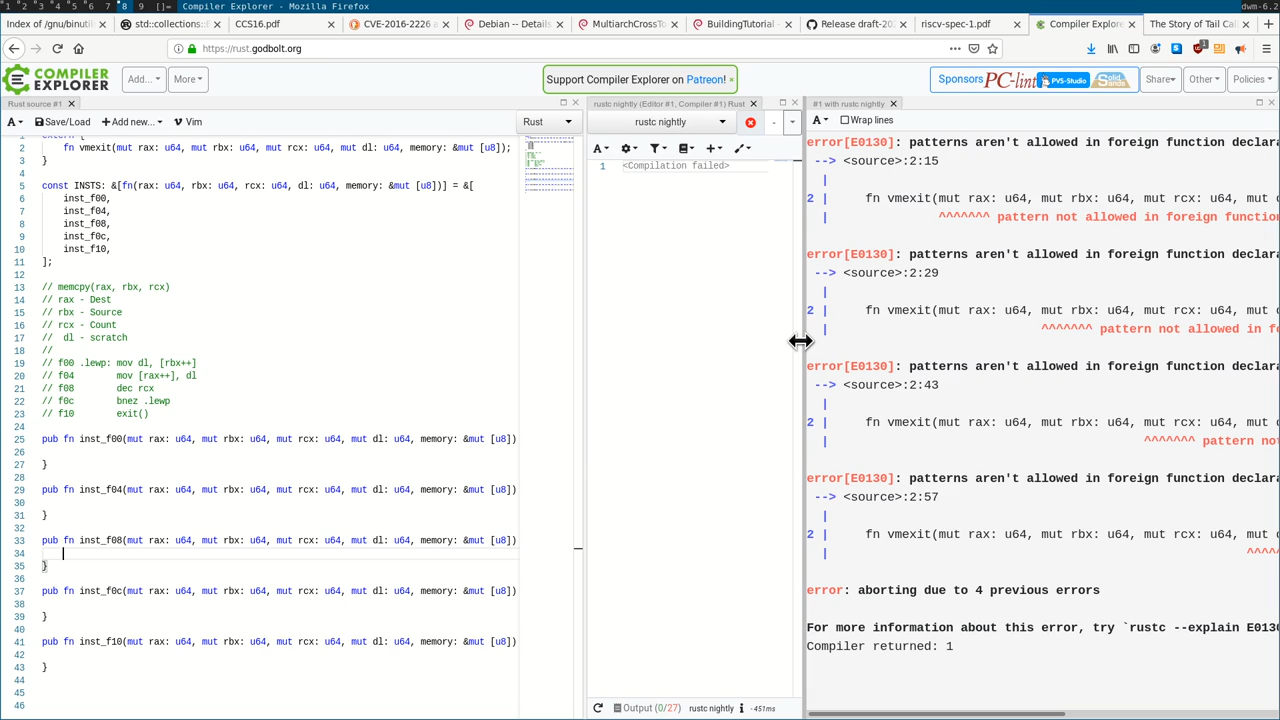 1 2 3 4 5 6 7 8 9 []= Compiler Explorer - Mozilla Firefox dwm-6.2
Index of /gnu/binuti
std::collections::
CCS16.pdf
CVE-2016-2226 -
Debian -- Details
MultiarchCrossTo
BuildingTutorial -
Release draft-202
riscv-spec-1.pdf
Compiler Explore
The Story of Tail Ca
https://rust.godbolt.org
COMPILER
EXPLORER
Add...
More
Support Compiler Explorer on Patreon! ×
Sponsors PC-lint PVS-Studio Solid Sands
Share
Other
Policies
Rust source #1
Save/Load
Add new...
Vim
Rust
1 extern {
2 fn vmexit(mut rax: u64, mut rbx: u64, mut rcx: u64, mut dl: u64, memory: &mut [u8]);
3 }
4
5 const INSTS: &[fn(rax: u64, rbx: u64, rcx: u64, dl: u64, memory: &mut [u8])] = &[
6 inst_f00,
7 inst_f04,
8 inst_f08,
9 inst_f0c,
10 inst_f10,
11 ];
12
13 // memcpy(rax, rbx, rcx)
14 // rax - Dest
15 // rbx - Source
16 // rcx - Count
17 //  dl - scratch
18 //
19 // f00 .lewp: mov dl, [rbx++]
20 // f04       mov [rax++], dl
21 // f08       dec rcx
22 // f0c       bnez .lewp
23 // f10       exit()
24
25 pub fn inst_f00(mut rax: u64, mut rbx: u64, mut rcx: u64, mut dl: u64, memory: &mut [u8])
26
27 }
28
29 pub fn inst_f04(mut rax: u64, mut rbx: u64, mut rcx: u64, mut dl: u64, memory: &mut [u8])
30
31 }
32
33 pub fn inst_f08(mut rax: u64, mut rbx: u64, mut rcx: u64, mut dl: u64, memory: &mut [u8])
34
35 }
36
37 pub fn inst_f0c(mut rax: u64, mut rbx: u64, mut rcx: u64, mut dl: u64, memory: &mut [u8])
38
39 }
40
41 pub fn inst_f10(mut rax: u64, mut rbx: u64, mut rcx: u64, mut dl: u64, memory: &mut [u8])
42
43 }
44
45
46
rustc nightly (Editor #1, Compiler #1) Rust
rustc nightly
1 <Compilation failed>
Output (0/27) rustc nightly - 451ms
#1 with rustc nightly
A Wrap lines
error[E0130]: patterns aren't allowed in foreign function declara
--> <source>:2:15
|
2 | fn vmexit(mut rax: u64, mut rbx: u64, mut rcx: u64, mut d
| ^^^^^^^ pattern not allowed in foreign functio
error[E0130]: patterns aren't allowed in foreign function declara
--> <source>:2:29
|
2 | fn vmexit(mut rax: u64, mut rbx: u64, mut rcx: u64, mut d
| ^^^^^^^ pattern not allowed in fo
error[E0130]: patterns aren't allowed in foreign function declara
--> <source>:2:43
|
2 | fn vmexit(mut rax: u64, mut rbx: u64, mut rcx: u64, mut d
| ^^^^^^^ pattern not
error[E0130]: patterns aren't allowed in foreign function declara
--> <source>:2:57
|
2 | fn vmexit(mut rax: u64, mut rbx: u64, mut rcx: u64, mut d
| ^^^^
error: aborting due to 4 previous errors
For more information about this error, try `rustc --explain E0130
Compiler returned: 1